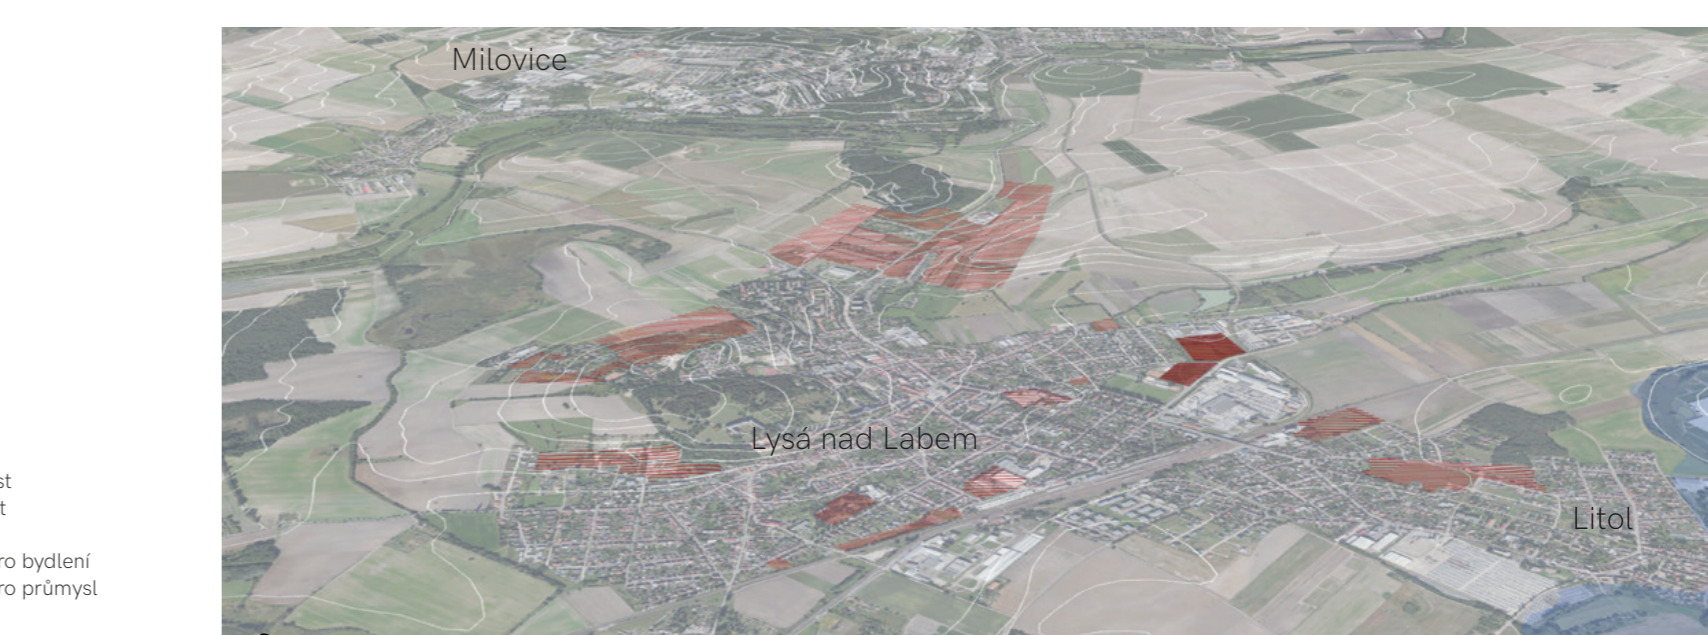 Milovice
Lysá nad Labem
Litol
st
t
ro bydlení
ro průmysl